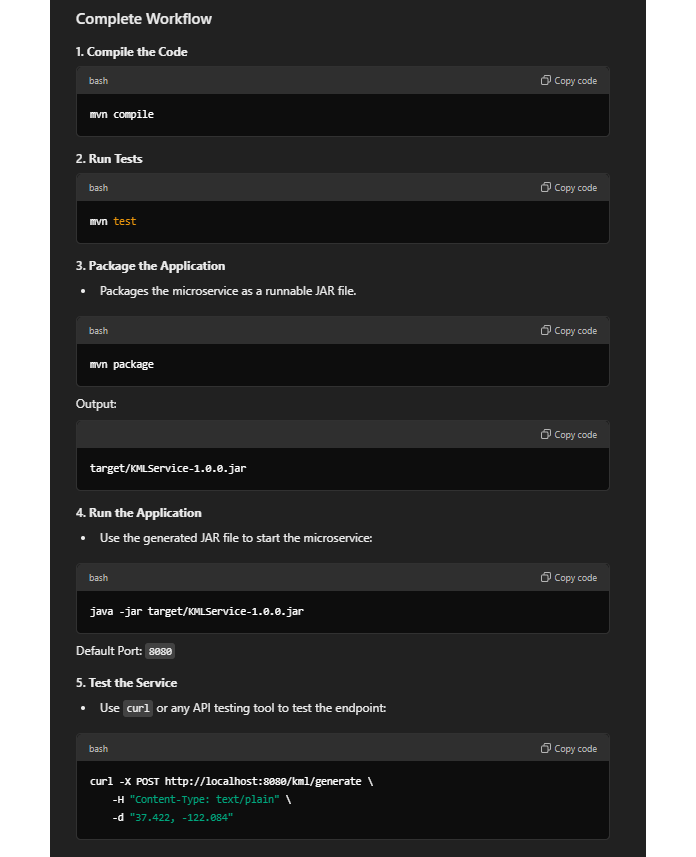 Complete Workflow
1. Compile the Code
bash
Copy code
mvn compile
2. Run Tests
bash
Copy code
mvn test
3. Package the Application
• Packages the microservice as a runnable JAR file.
bash
Copy code
mvn package
Output:
Copy code
target/KMLService-1.0.0.jar
4. Run the Application
• Use the generated JAR file to start the microservice:
bash
Copy code
java -jar target/KMLService-1.0.0.jar
Default Port: 8080
5. Test the Service
• Use curl or any API testing tool to test the endpoint:
bash
Copy code
curl -X POST http://localhost:8080/kml/generate \
-H "Content-Type: text/plain" \
-d "37.422, -122.084"